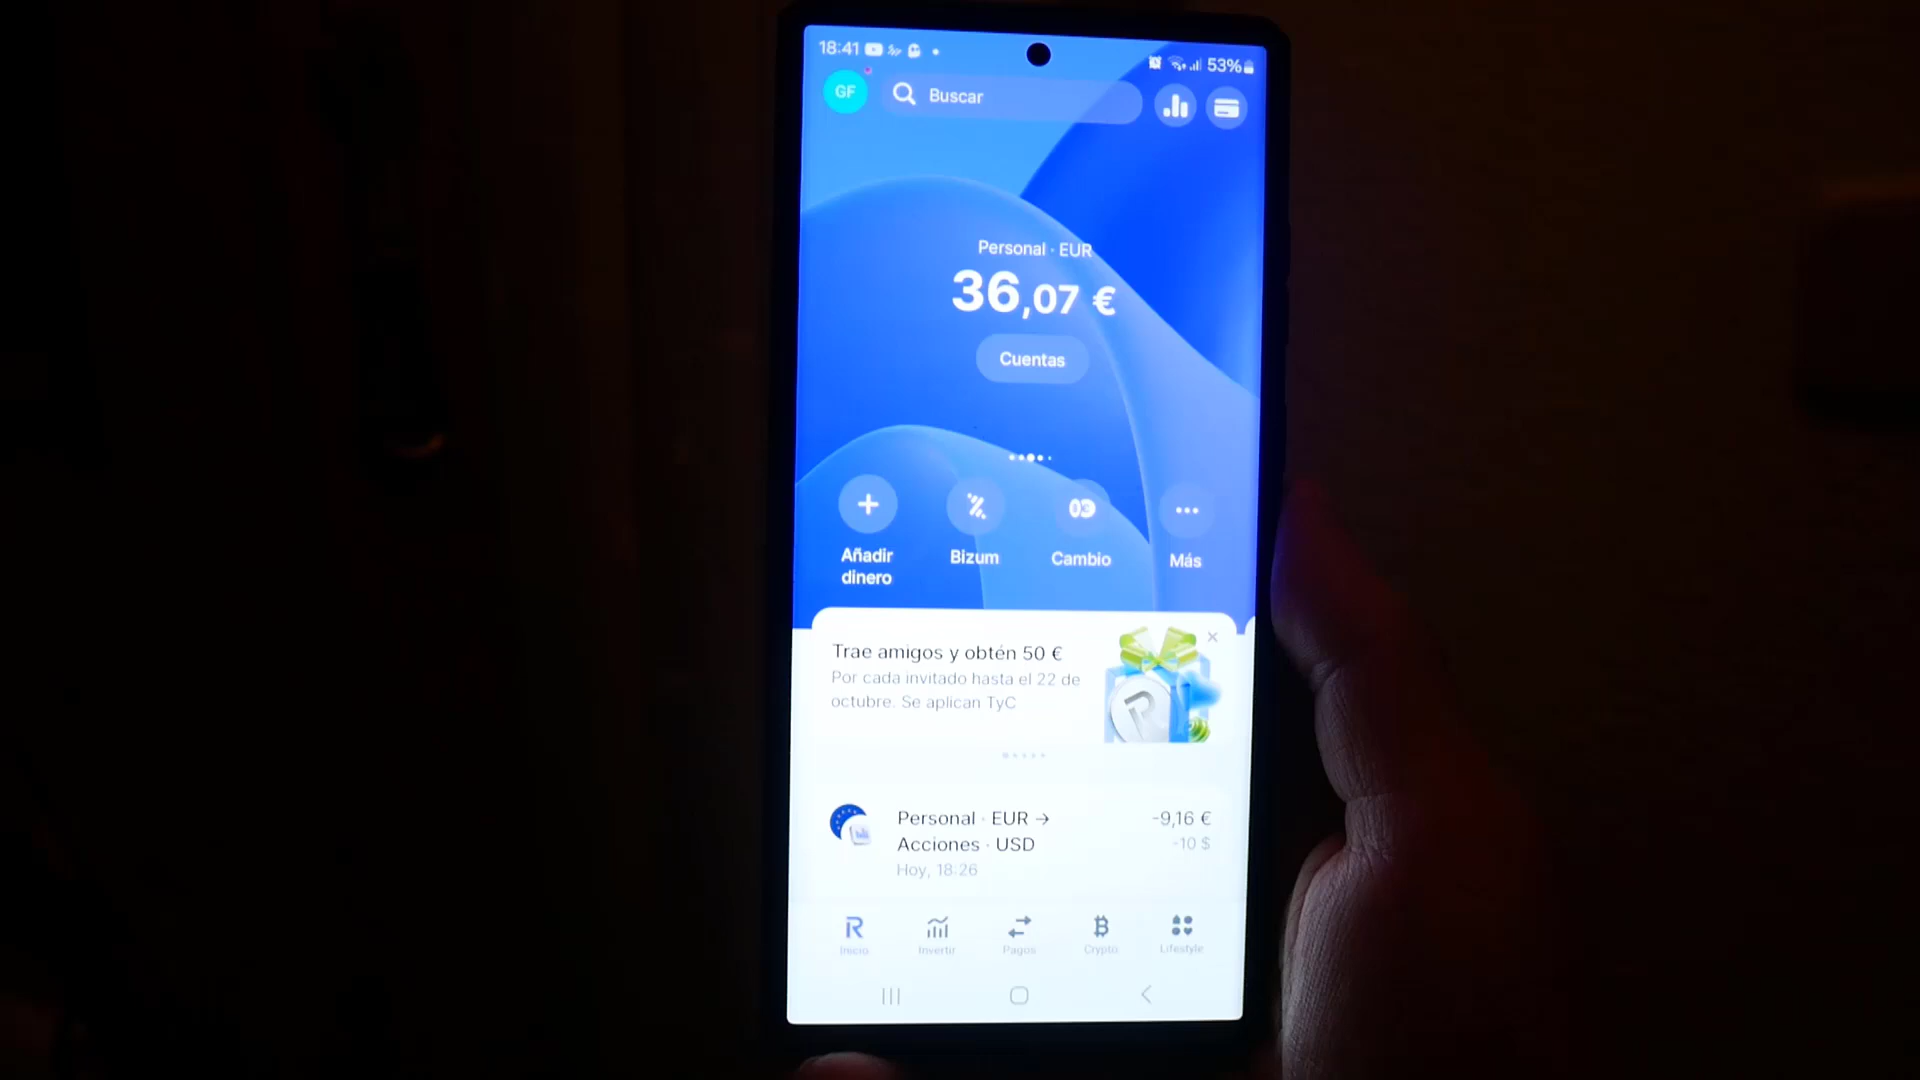 18:41
53%
GF
Buscar
Personal · EUR
36,07 €
Cuentas
Añadir
dinero
Bizum
Cambio
Más
Trae amigos y obtén 50 €
Por cada invitado hasta el 22 de
octubre. Se aplican TyC
Personal · EUR →
-9,16 €
Acciones · USD
-10 $
Hoy, 18:26
Inicio
Invertir
Pagos
Crypto
Lifestyle